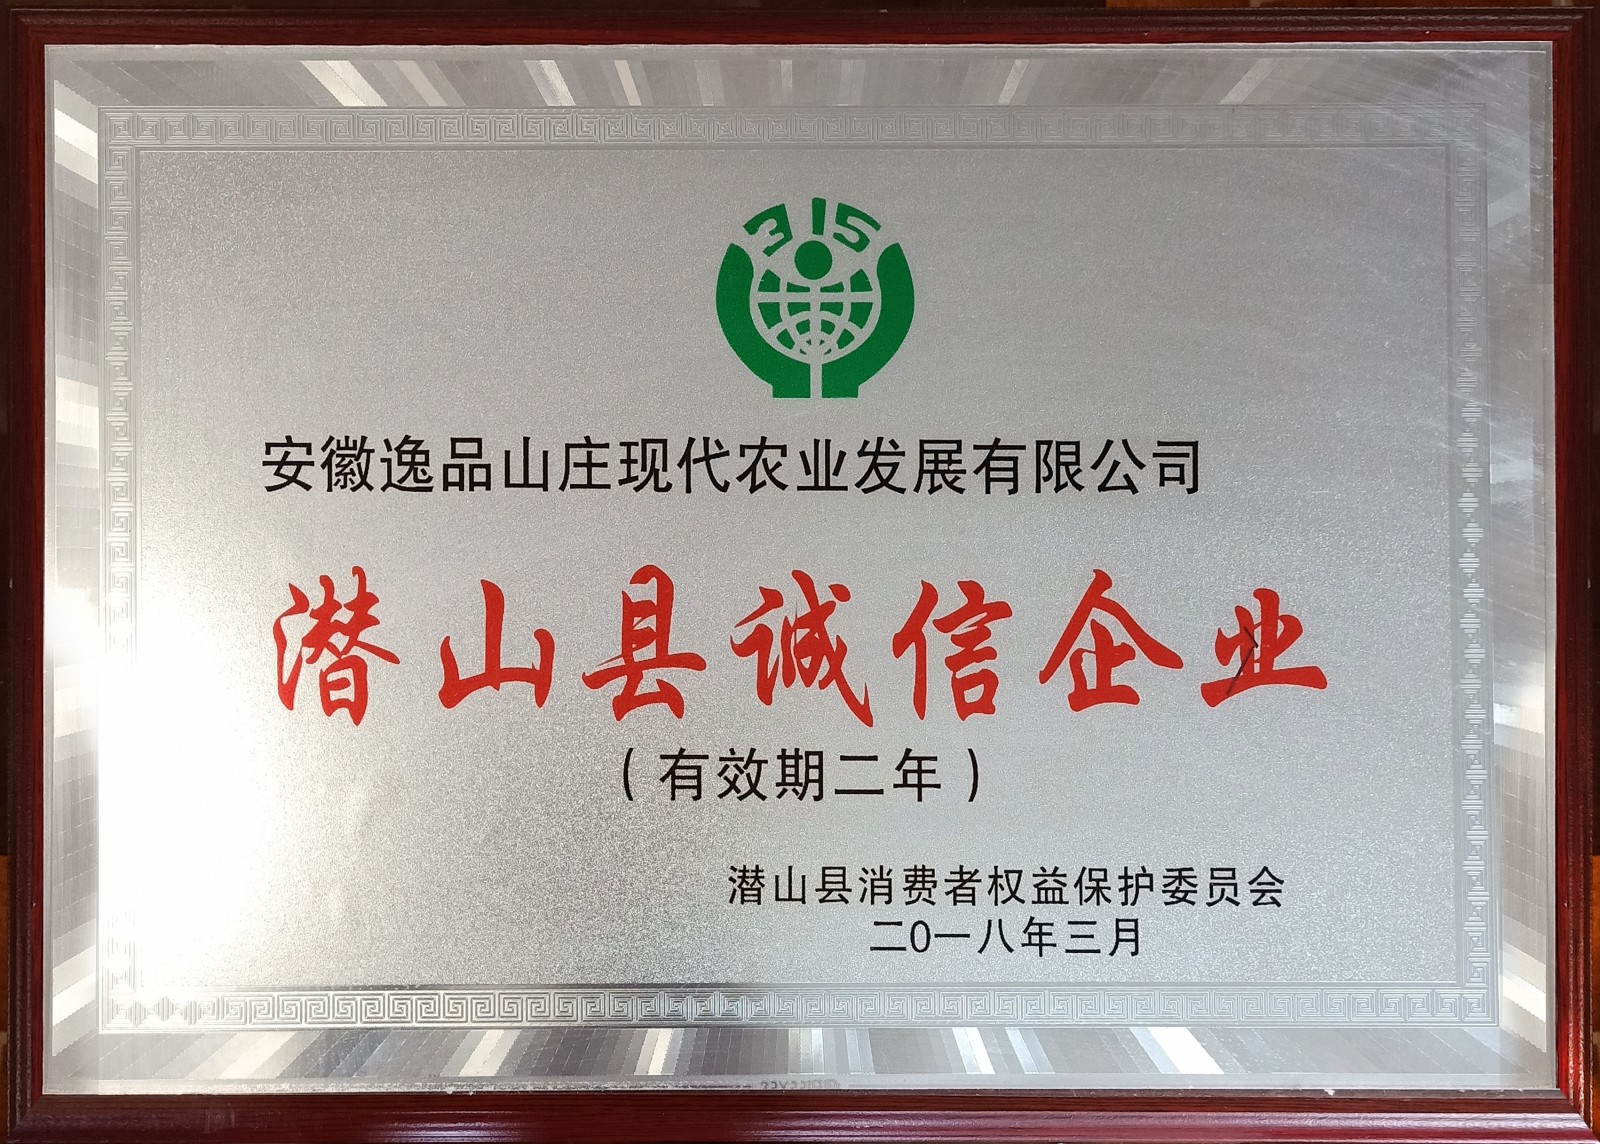 315
安徽逸品山庄现代农业发展有限公司
潜山县诚信企业
（有效期二年）
潜山县消费者权益保护委员会
二0一八年三月